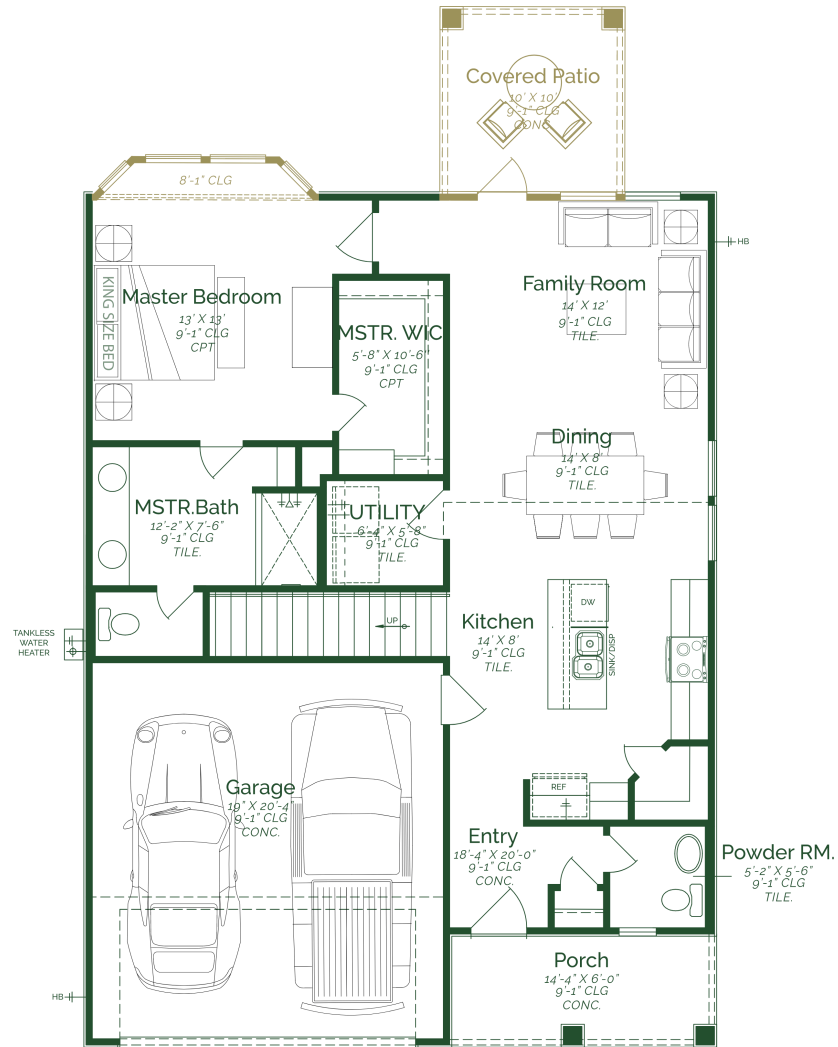 Covered Patio
10' X 10'
9'-1" CLG
CONC.
8'-1" CLG
HB
Master Bedroom
13' X 13'
9'-1" CLG
CPT
KING SIZE BED
Family Room
14' X 12'
9'-1" CLG
TILE.
MSTR. WIC
5'-8" X 10'-6"
9'-1" CLG
CPT
Dining
14' X 8'
9'-1" CLG
TILE.
MSTR.Bath
12'-2" X 7'-6"
9'-1" CLG
TILE.
UTILITY
6'-4" X 5'-8"
9'-1" CLG
TILE.
TANKLESS
WATER
HEATER
UP
Kitchen
14' X 8'
9'-1" CLG
TILE.
DW
SINK/DISP
Garage
19" X 20'-4"
9'-1" CLG
CONC.
REF
Entry
18'-4" X 20'-0"
9'-1" CLG
CONC.
Powder RM.
5'-2" X 5'-6"
9'-1" CLG
TILE.
Porch
14'-4" X 6'-0"
9'-1" CLG
CONC.
HB